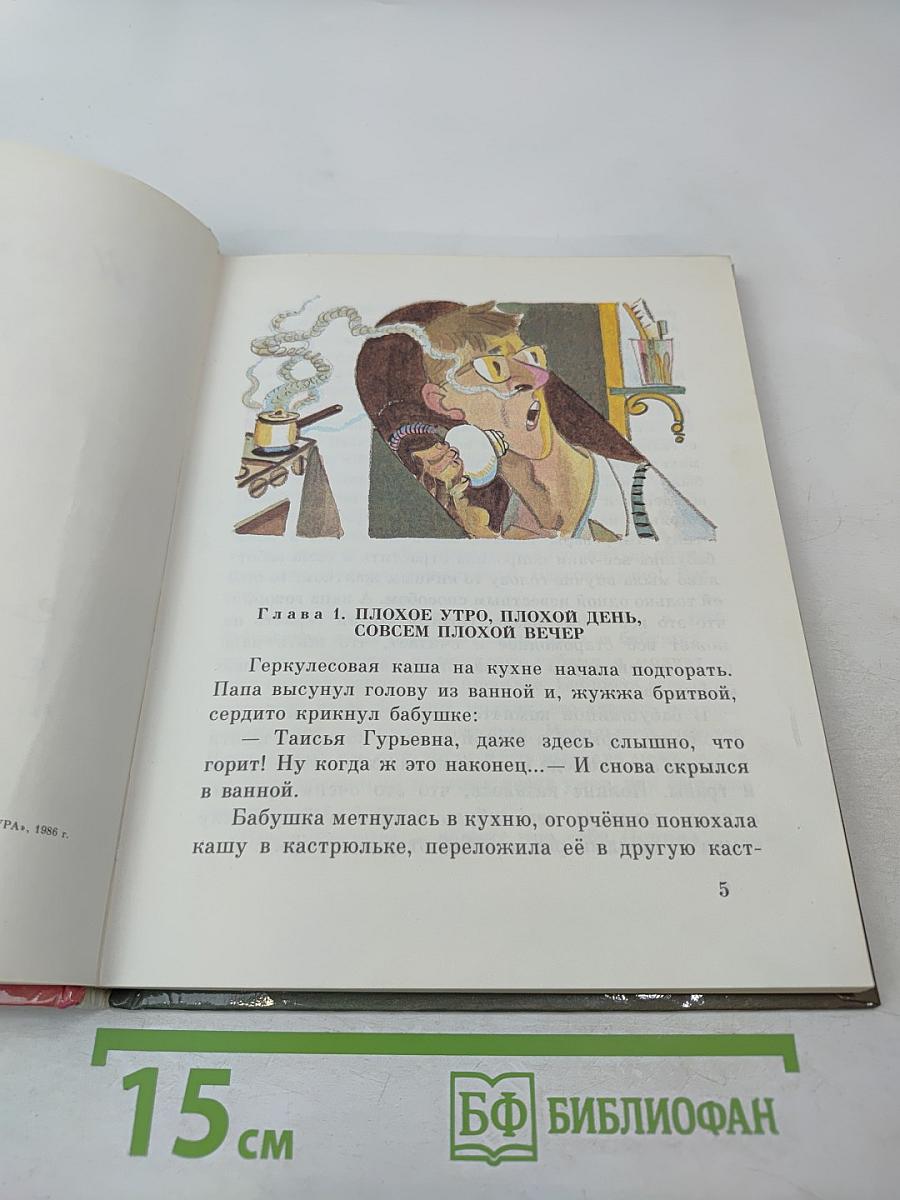 УРА», 1986 г.
Глава 1. ПЛОХОЕ УТРО, ПЛОХОЙ ДЕНЬ,
СОВСЕМ ПЛОХОЙ ВЕЧЕР
Геркулесовая каша на кухне начала подгорать.
Папа высунул голову из ванной и, жужжа бритвой,
сердито крикнул бабушке:
— Таисья Гурьевна, даже здесь слышно, что
горит! Ну когда ж это наконец...— И снова скрылся
в ванной.
Бабушка метнулась в кухню, огорчённо понюхала
кашу в кастрюльке, переложила её в другую каст-
5
15 см
БФ БИБЛИОФАН